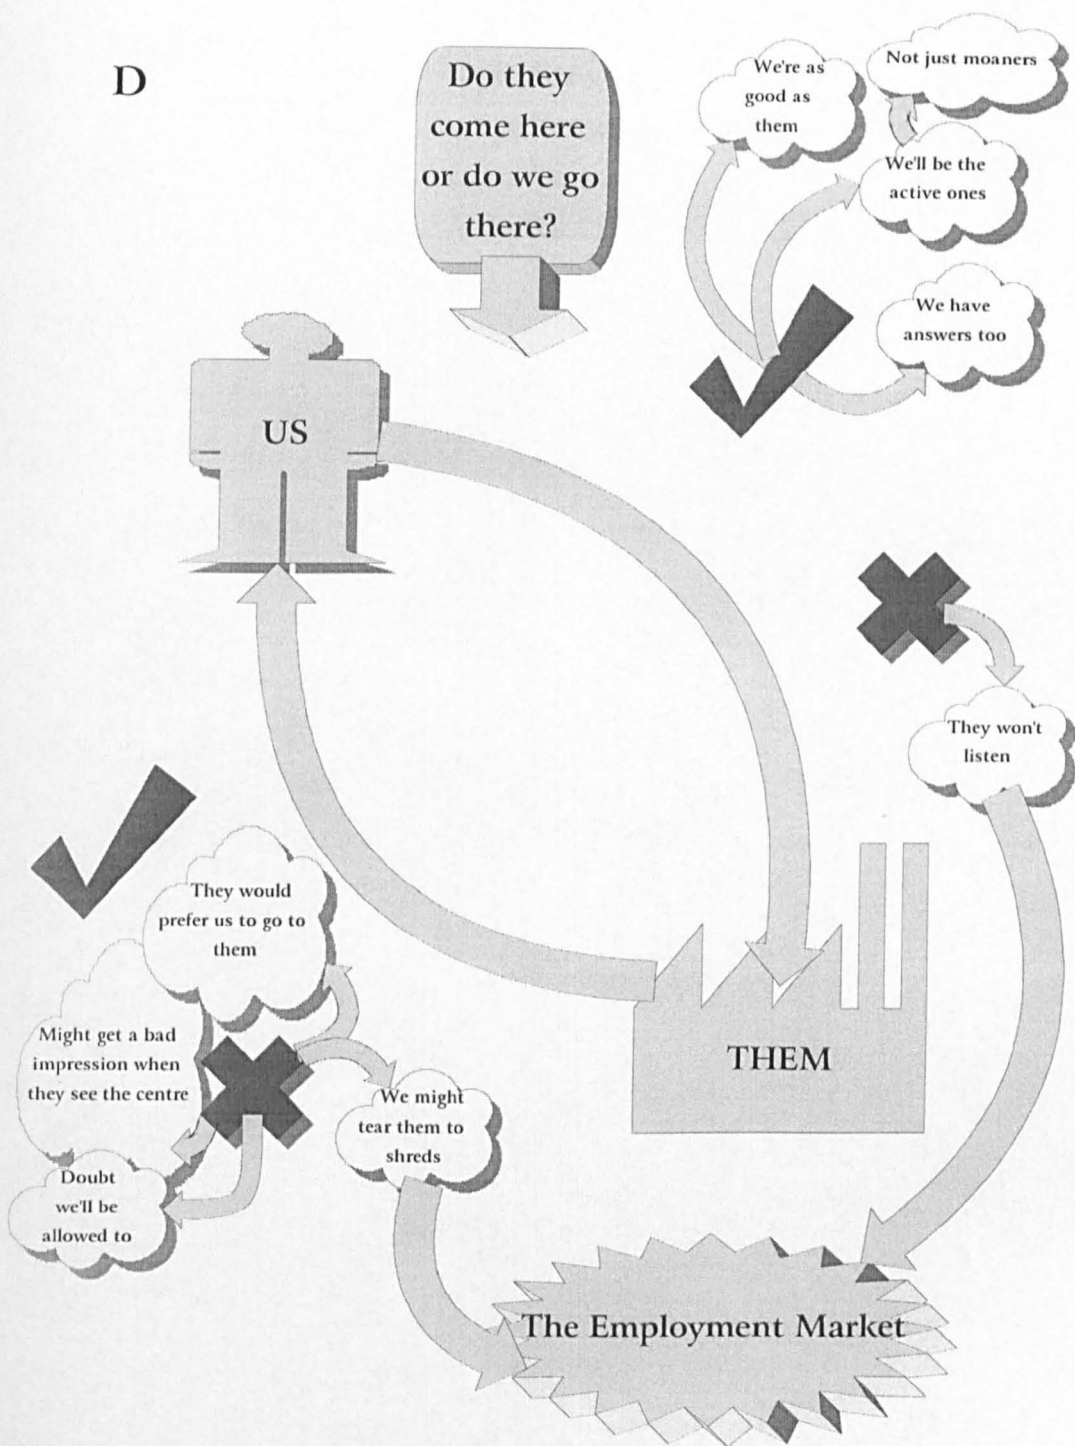 D
Do they
come here
or do we go
there?
We're as
good as
them
Not just moaners
We'll be the
active ones
We have
answers too
US
They won't
listen
They would
prefer us to go to
them
Might get a bad
impression when
they see the centre
THEM
We might
tear them to
shreds
Doubt
we'll be
allowed to
The Employment Market